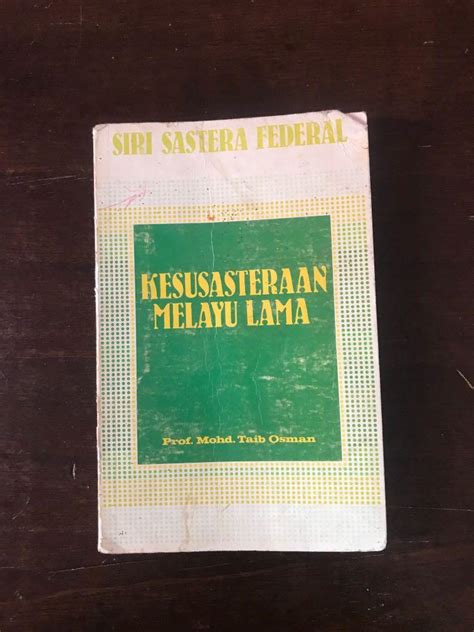 SIRI SASTERA FEDERAL
KESUSASTERAAN
MELAYU LAMA
Prof. Mohd. Taib Osman